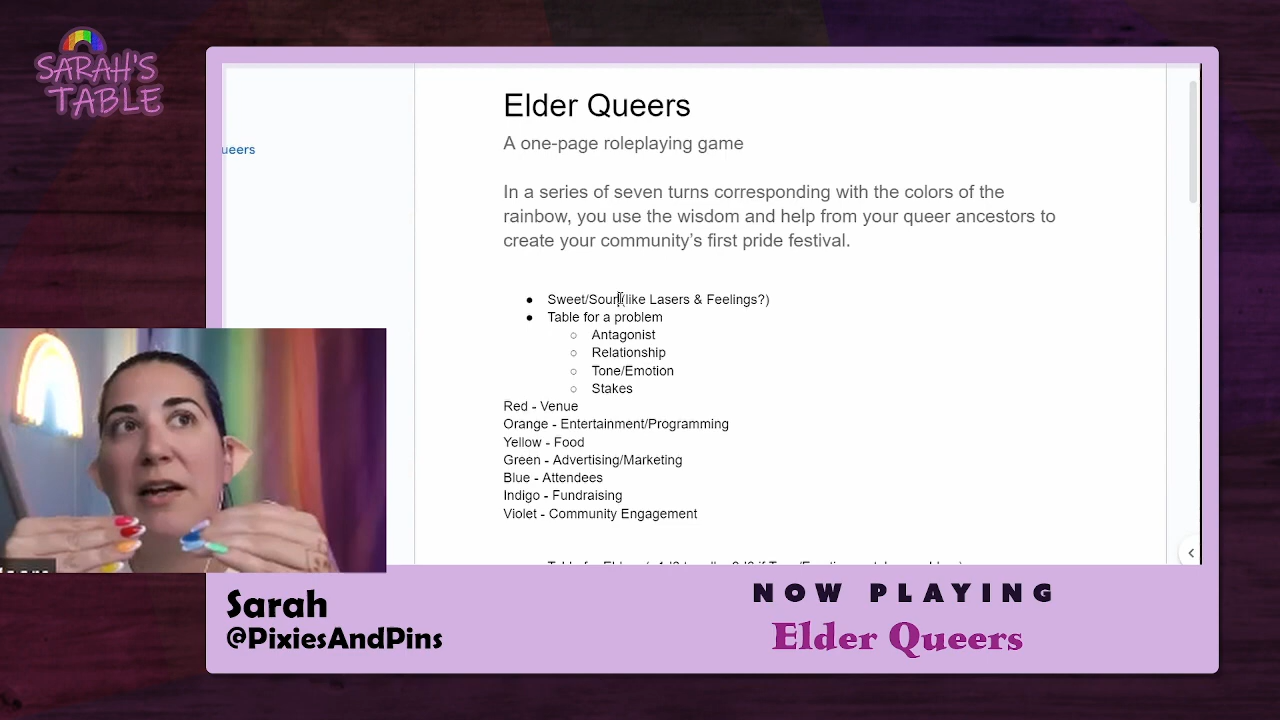 SARAH'S
TABLE
ueers
Elder Queers
A one-page roleplaying game
In a series of seven turns corresponding with the colors of the
rainbow, you use the wisdom and help from your queer ancestors to
create your community's first pride festival.
● Sweet/Sour(like Lasers & Feelings?)
● Table for a problem
○ Antagonist
○ Relationship
○ Tone/Emotion
○ Stakes
Red - Venue
Orange - Entertainment/Programming
Yellow - Food
Green - Advertising/Marketing
Blue - Attendees
Indigo - Fundraising
Violet - Community Engagement
Sarah
@PixiesAndPins
NOW PLAYING
Elder Queers